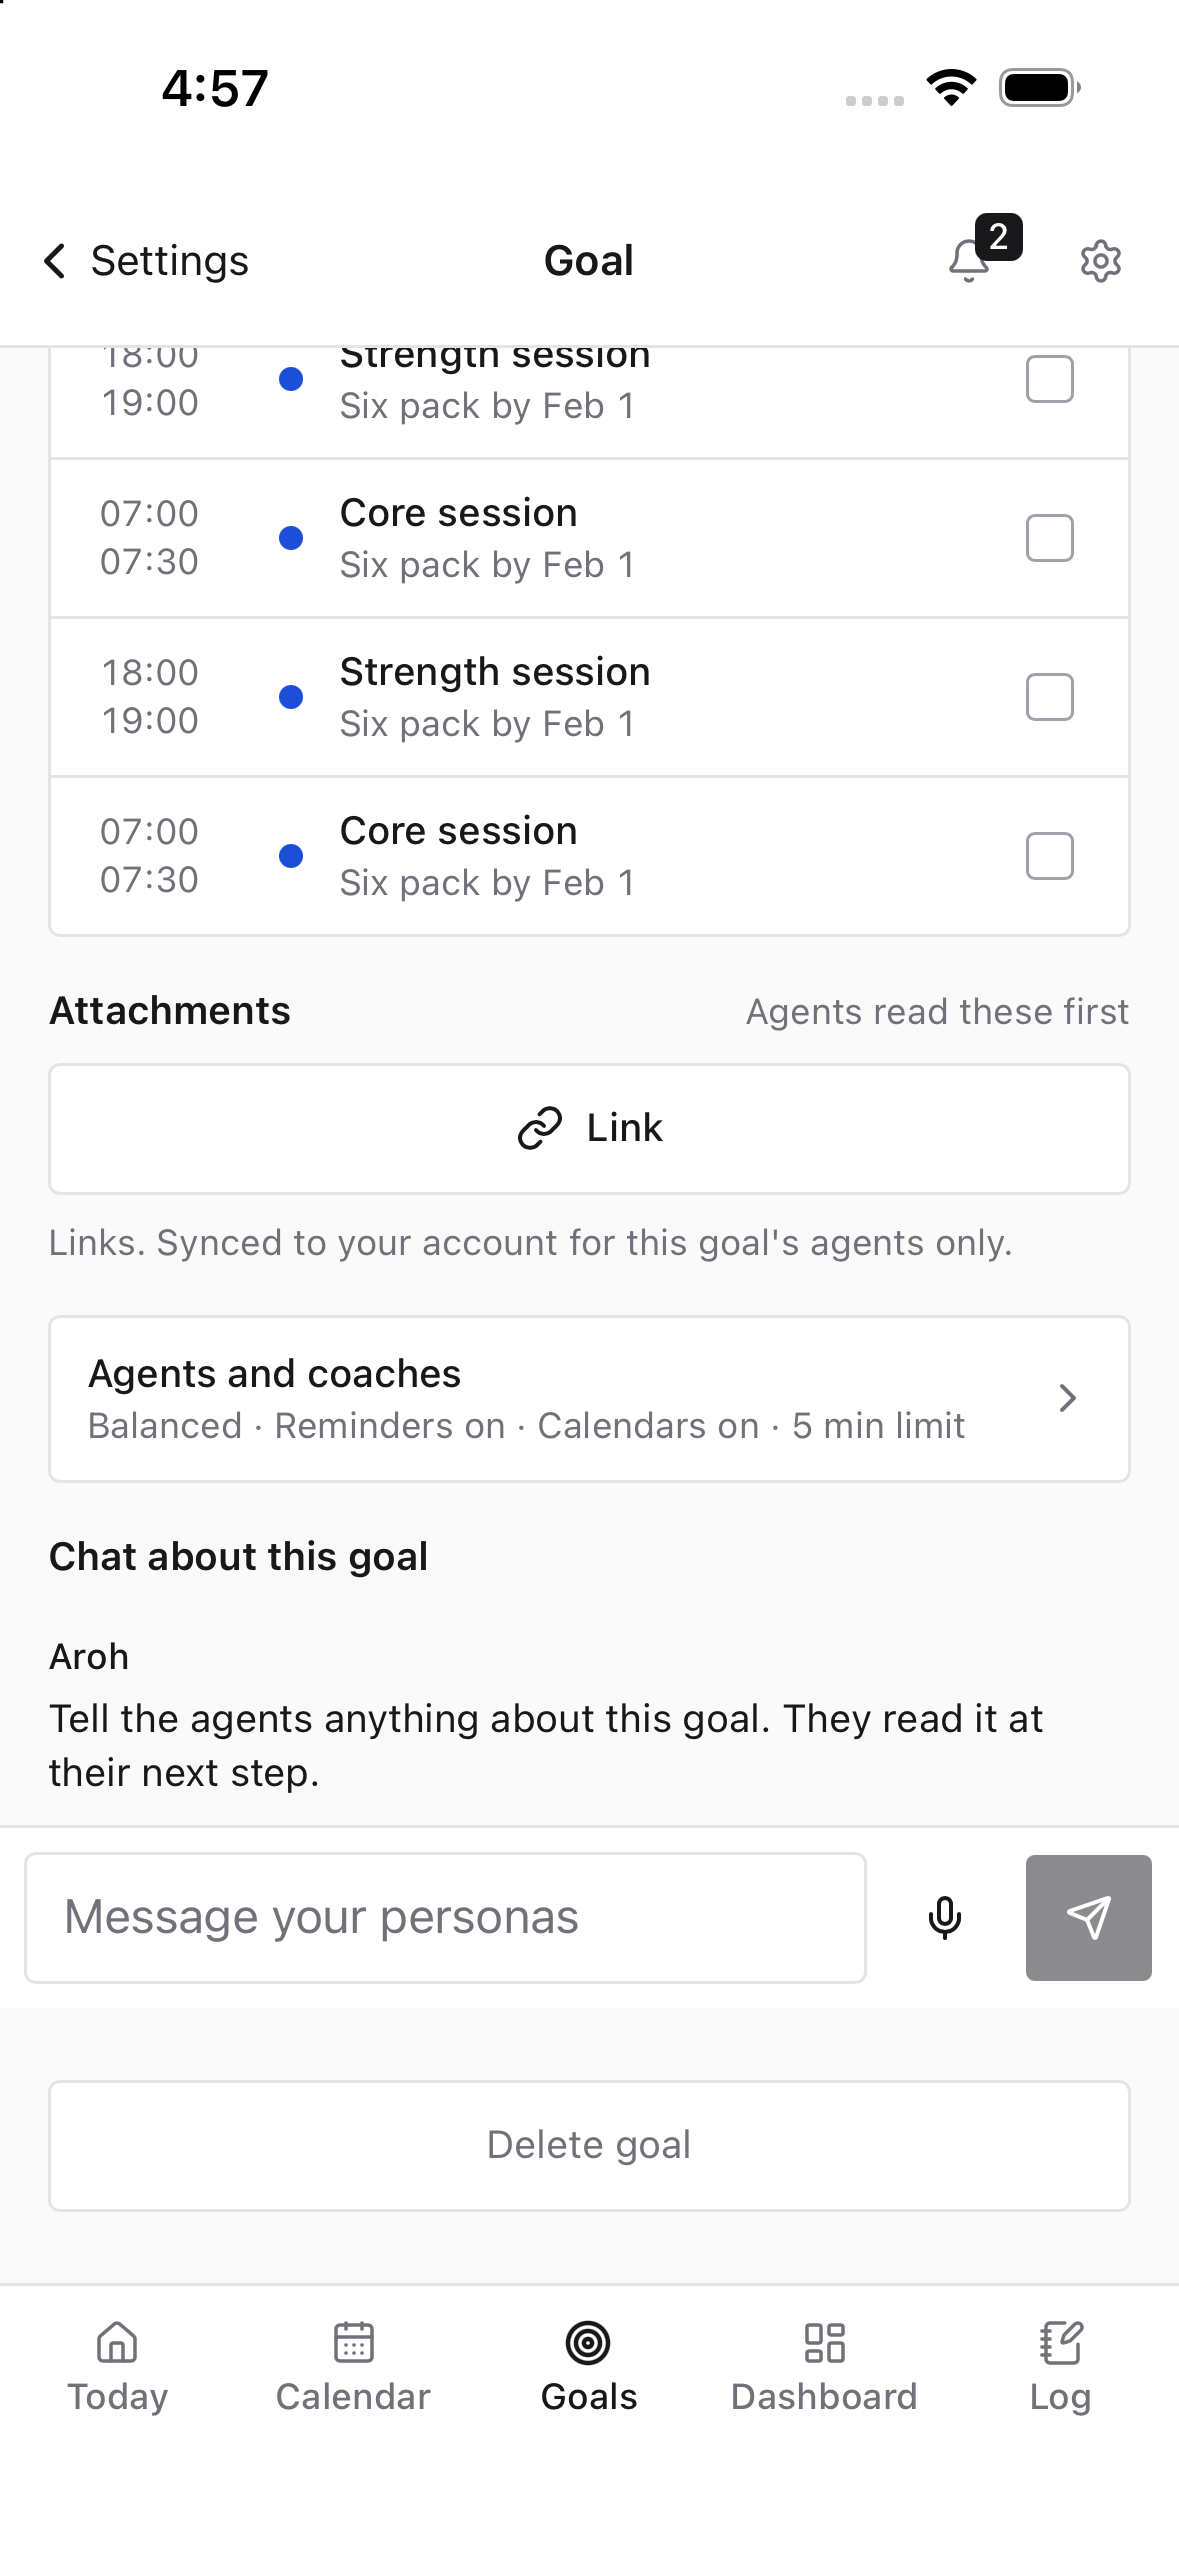 4:57
Settings
Goal
2
18:00
19:00
Strength session
Six pack by Feb 1
07:00
07:30
Core session
Six pack by Feb 1
18:00
19:00
Strength session
Six pack by Feb 1
07:00
07:30
Core session
Six pack by Feb 1
Attachments
Agents read these first
Link
Links. Synced to your account for this goal's agents only.
Agents and coaches
Balanced · Reminders on · Calendars on · 5 min limit
Chat about this goal
Aroh
Tell the agents anything about this goal. They read it at
their next step.
Message your personas
Delete goal
Today
Calendar
Goals
Dashboard
Log